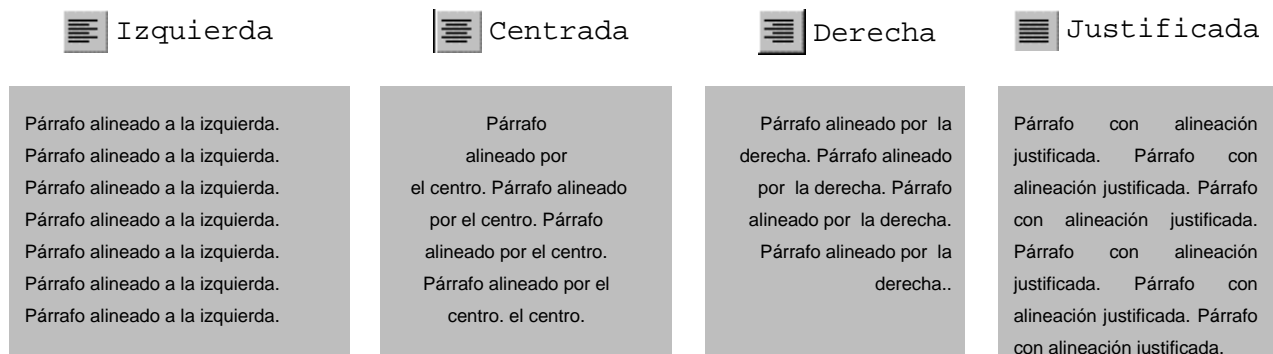 Izquierda
Centrada
Derecha
Justificada
Párrafo alineado a la izquierda.
Párrafo alineado a la izquierda.
Párrafo alineado a la izquierda.
Párrafo alineado a la izquierda.
Párrafo alineado a la izquierda.
Párrafo alineado a la izquierda.
Párrafo alineado a la izquierda.
Párrafo
alineado por
el centro. Párrafo alineado
por el centro. Párrafo
alineado por el centro.
Párrafo alineado por el
centro. el centro.
Párrafo alineado por la
derecha. Párrafo alineado
por la derecha. Párrafo
alineado por la derecha.
Párrafo alineado por la
derecha..
Párrafo con alineación
justificada. Párrafo con
alineación justificada. Párrafo
con alineación justificada.
Párrafo con alineación
justificada. Párrafo con
alineación justificada. Párrafo
con alineación justificada.